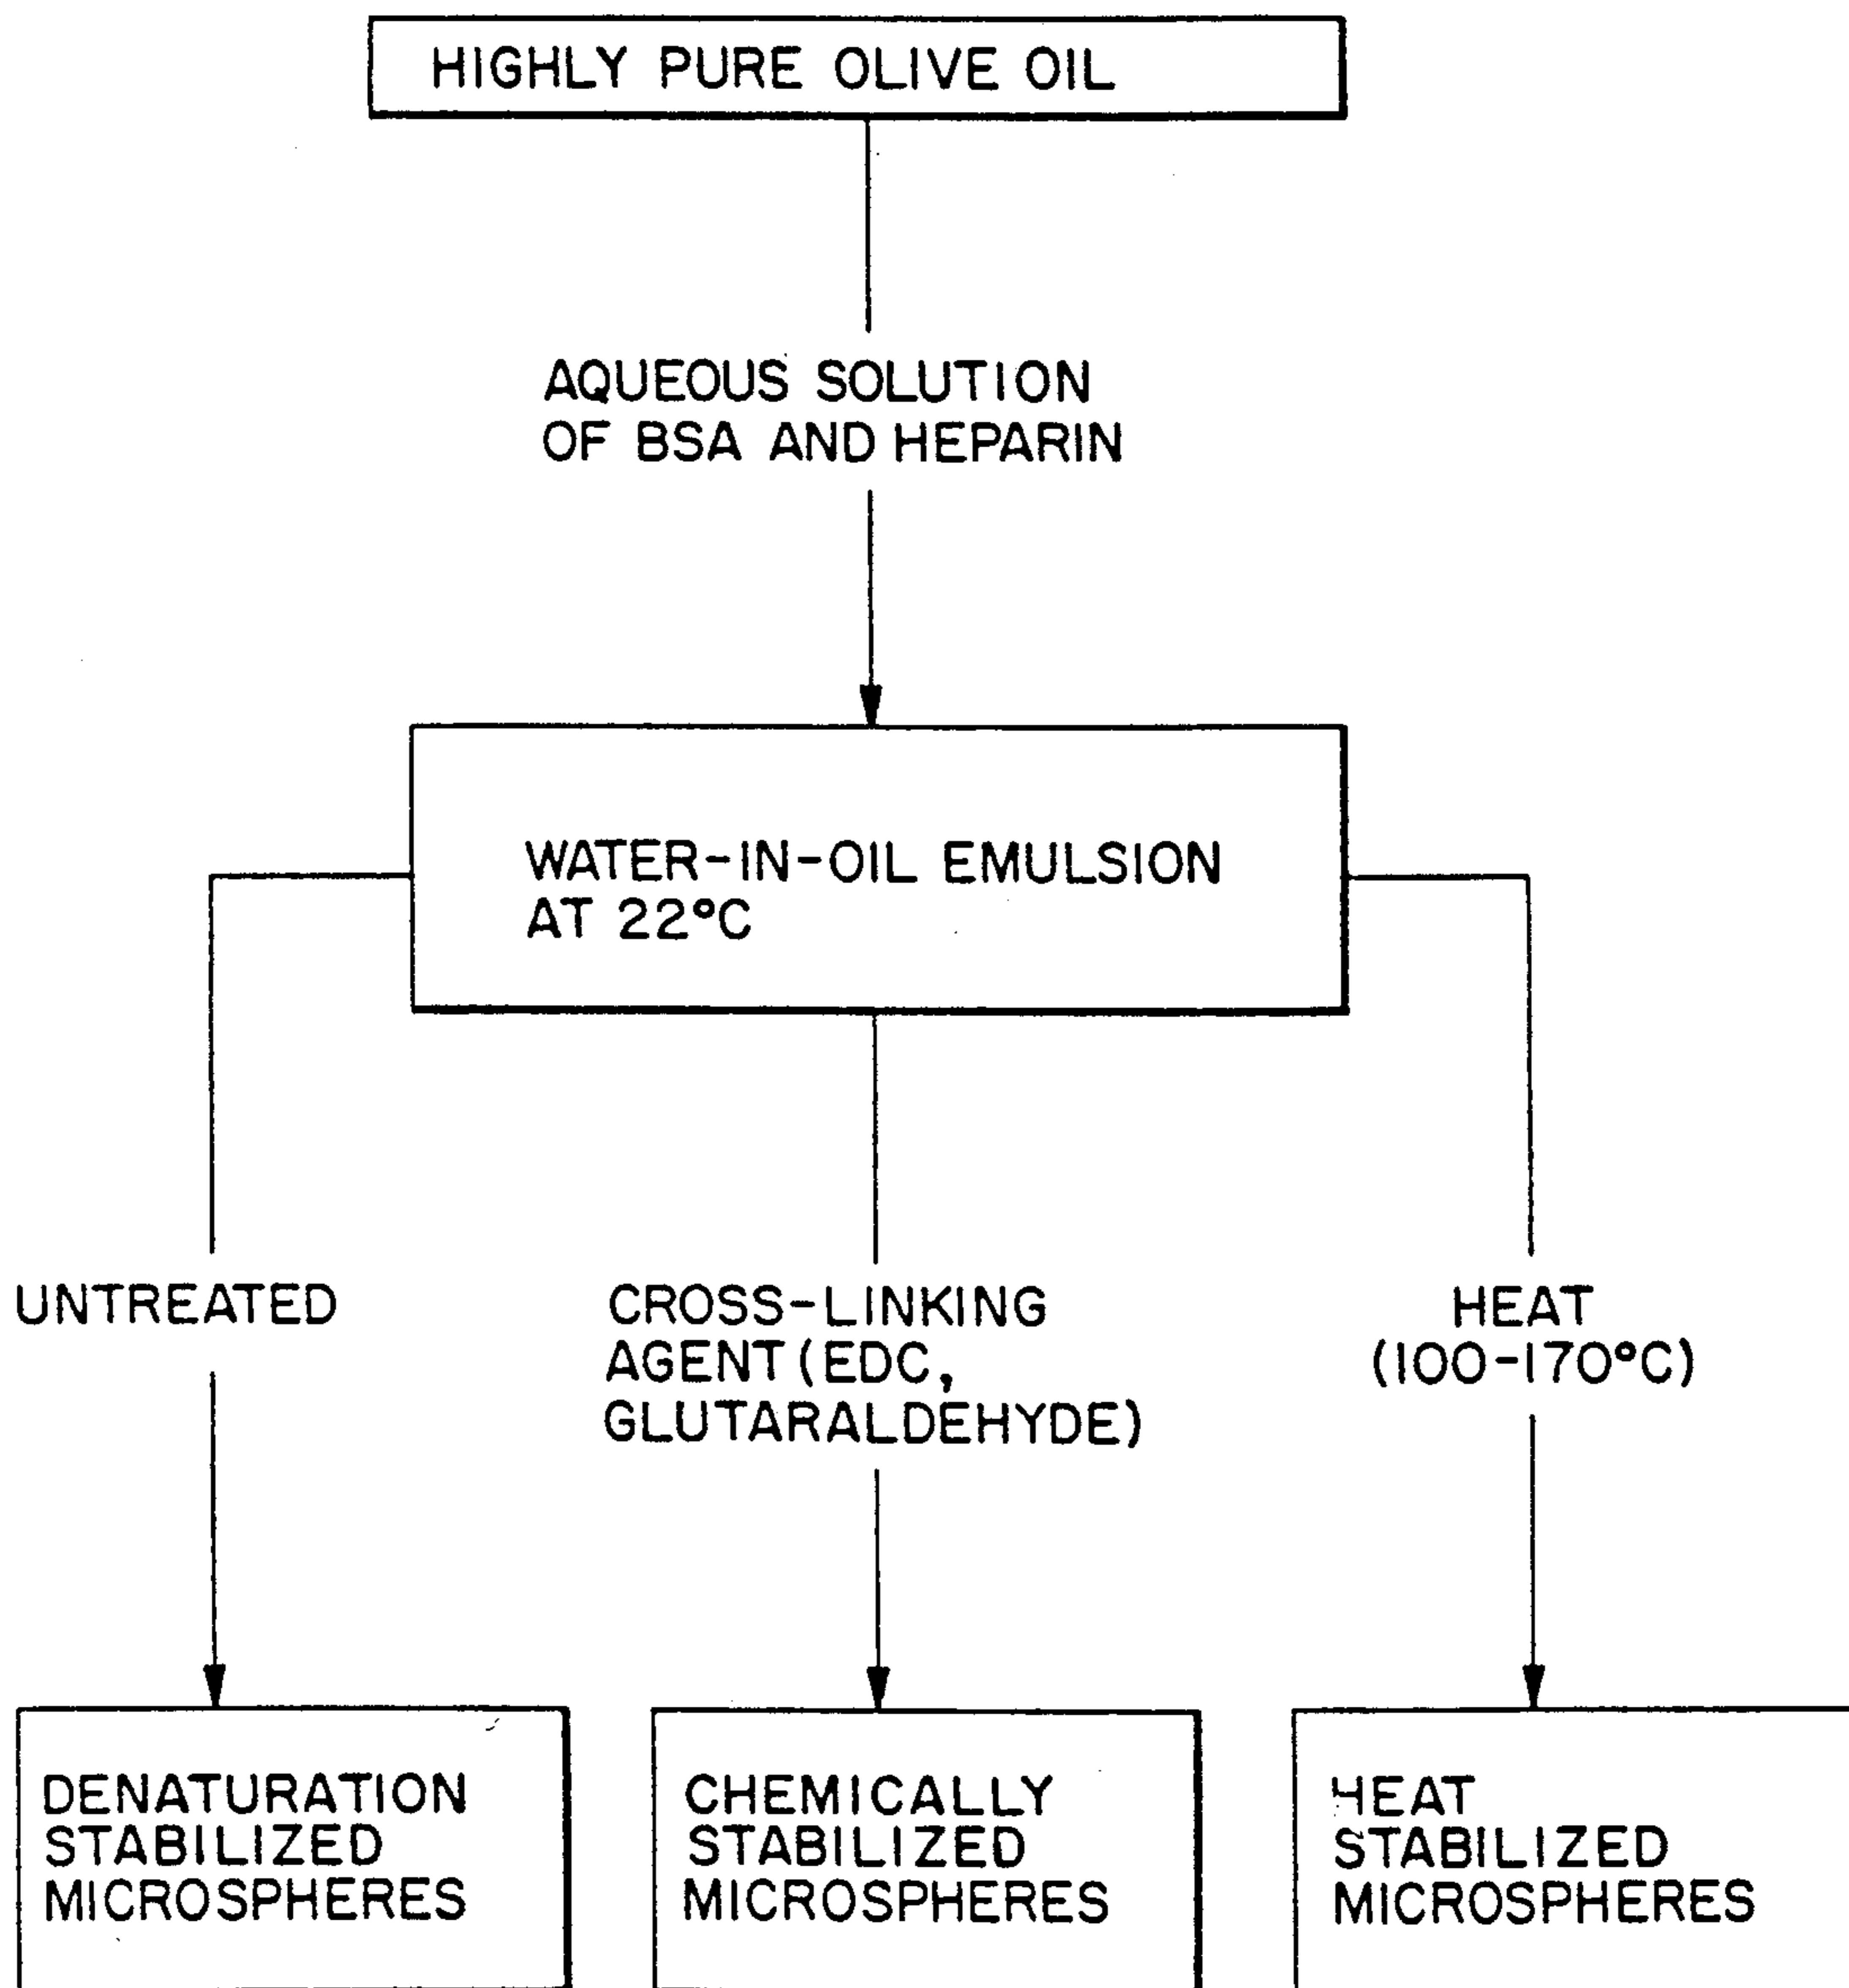 HIGHLY PURE OLIVE OIL
AQUEOUS SOLUTION
OF BSA AND HEPARIN
WATER-IN-OIL EMULSION
AT 22°C
UNTREATED
CROSS-LINKING
AGENT (EDC,
GLUTARALDEHYDE)
HEAT
(100-170°C)
DENATURATION
STABILIZED
MICROSPHERES
CHEMICALLY
STABILIZED
MICROSPHERES
HEAT
STABILIZED
MICROSPHERES